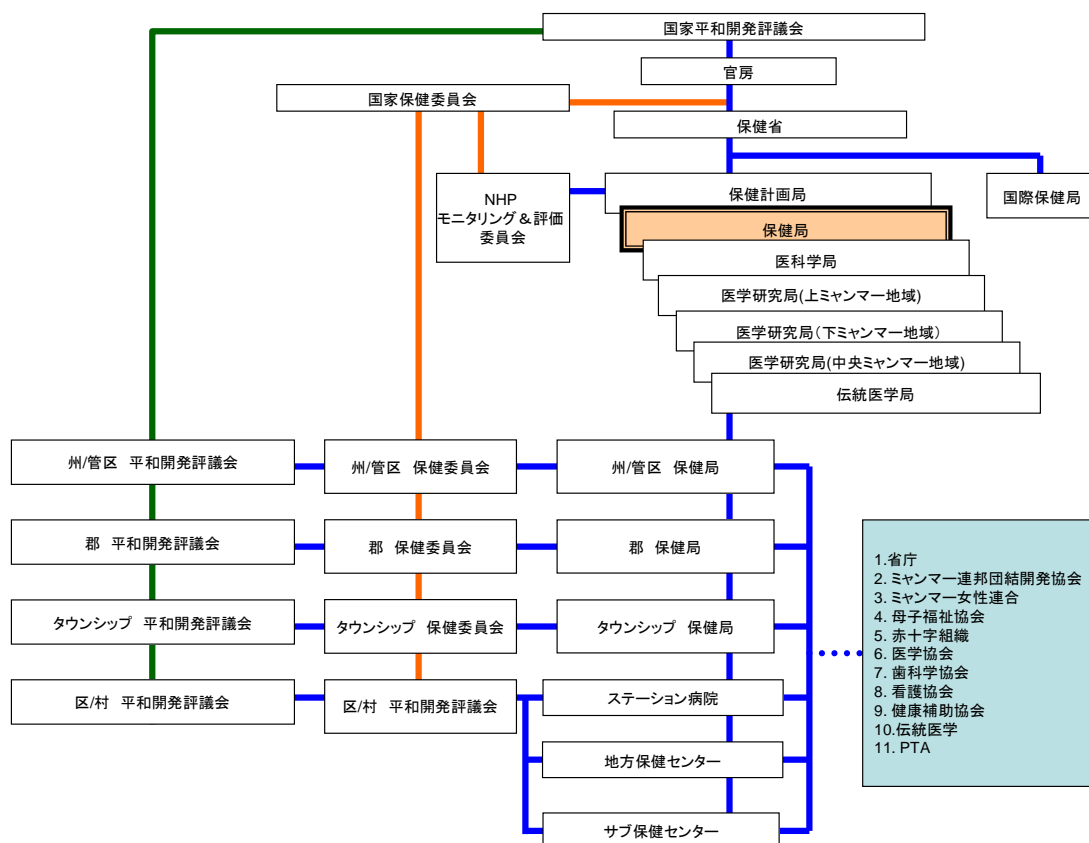 国家平和開発評議会
官房
国家保健委員会
保健省
NHP
モニタリング&評価
委員会
保健計画局
国際保健局
保健局
医科学局
医学研究局(上ミャンマー地域)
医学研究局(下ミャンマー地域)
医学研究局(中央ミャンマー地域)
伝統医学局
州/管区 平和開発評議会
州/管区 保健委員会
州/管区 保健局
郡 平和開発評議会
郡 保健委員会
郡 保健局
タウンシップ 平和開発評議会
タウンシップ 保健委員会
タウンシップ 保健局
区/村 平和開発評議会
区/村 平和開発評議会
ステーション病院
地方保健センター
サブ保健センター
1.省庁
2. ミャンマー連邦団結開発協会
3. ミャンマー女性連合
4. 母子福祉協会
5. 赤十字組織
6. 医学協会
7. 歯科学協会
8. 看護協会
9. 健康補助協会
10.伝統医学
11. PTA